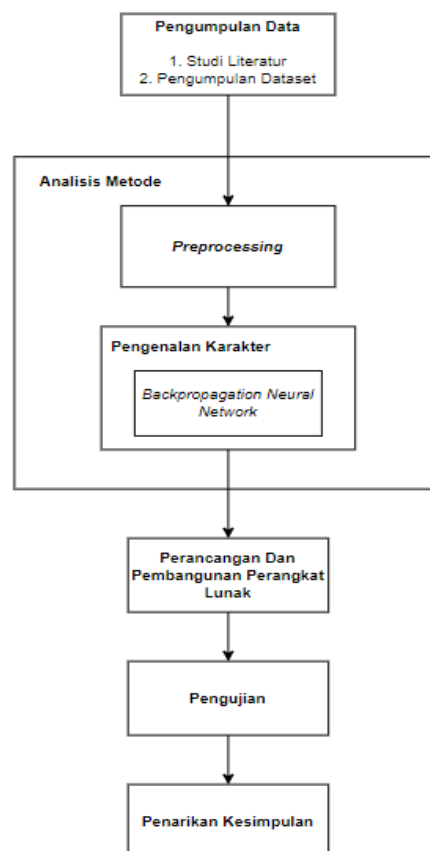 Pengumpulan Data
1. Studi Literatur
2. Pengumpulan Dataset
Analisis Metode
Preprocessing
Pengenalan Karakter
Backpropagation Neural
Network
Perancangan Dan
Pembangunan Perangkat
Lunak
Pengujian
Penarikan Kesimpulan